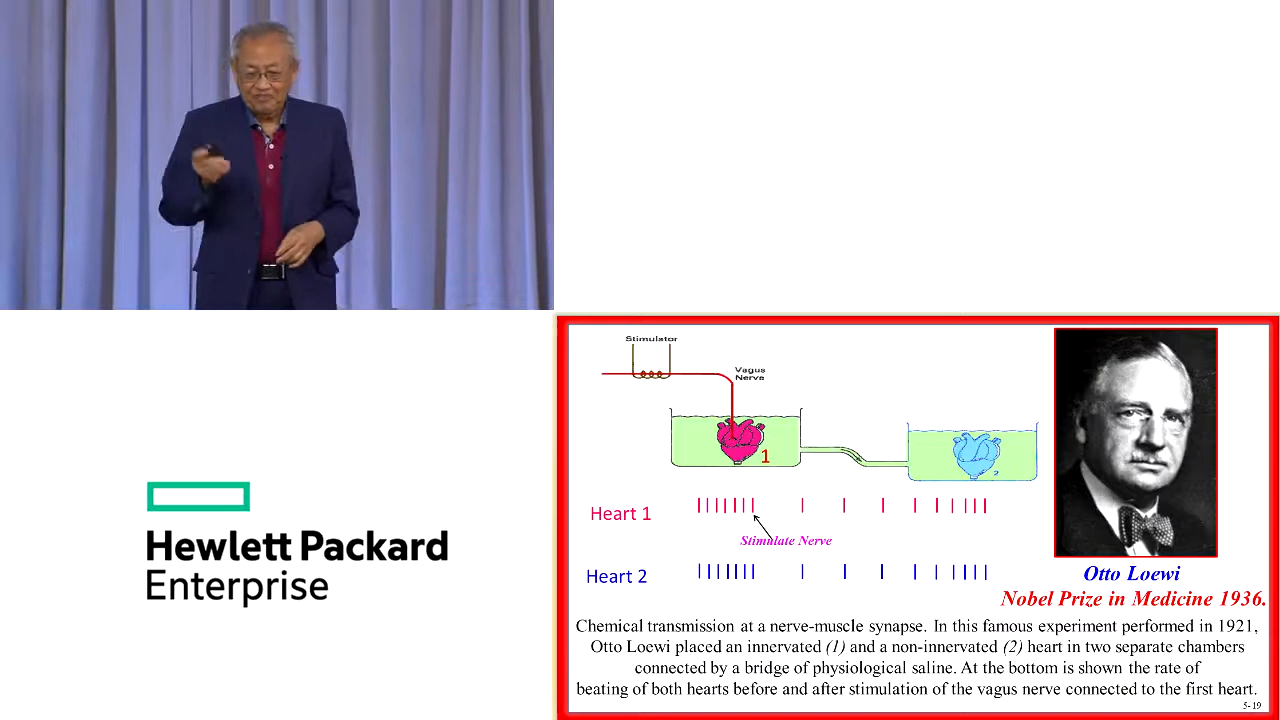 Hewlett Packard
Enterprise
Stimulator
Vagus
Nerve
1
2
Heart 1
Stimulate Nerve
Heart 2
Otto Loewi
Nobel Prize in Medicine 1936.
Chemical transmission at a nerve-muscle synapse. In this famous experiment performed in 1921,
Otto Loewi placed an innervated (1) and a non-innervated (2) heart in two separate chambers
connected by a bridge of physiological saline. At the bottom is shown the rate of
beating of both hearts before and after stimulation of the vagus nerve connected to the first heart.
5-19